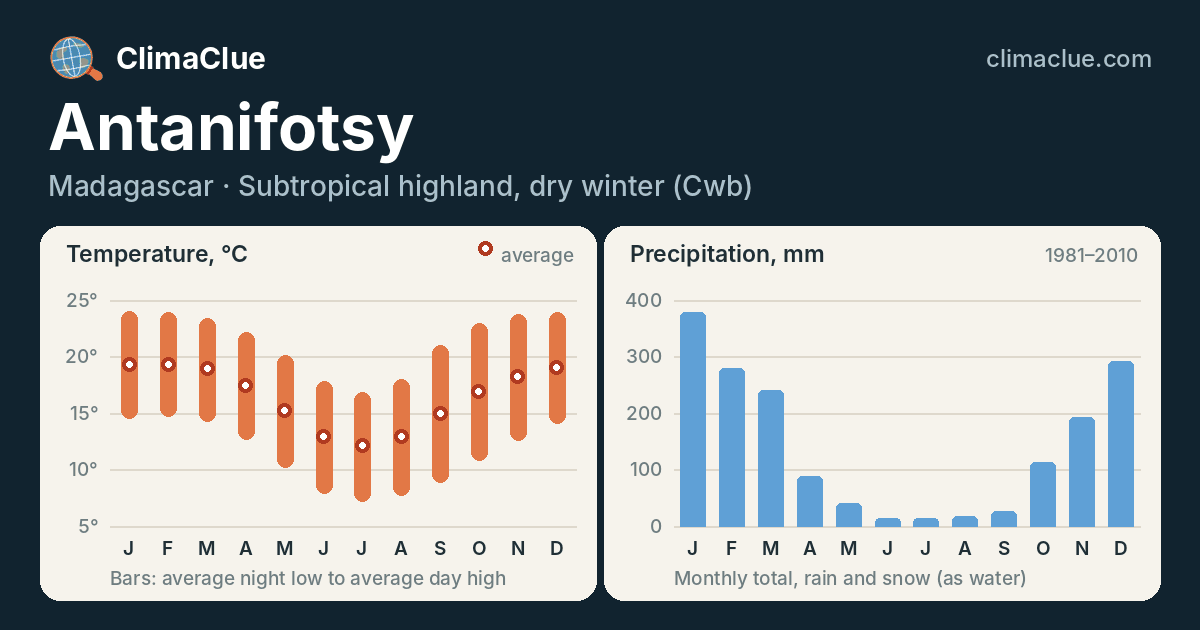 ClimaClue
climaclue.com
Antanifotsy
Madagascar · Subtropical highland, dry winter (Cwb)
Temperature, °C
average
25°
20°
15°
10°
5°
J F M A M J J A S O N D
Bars: average night low to average day high
Precipitation, mm
1981–2010
400
300
200
100
0
J F M A M J J A S O N D
Monthly total, rain and snow (as water)